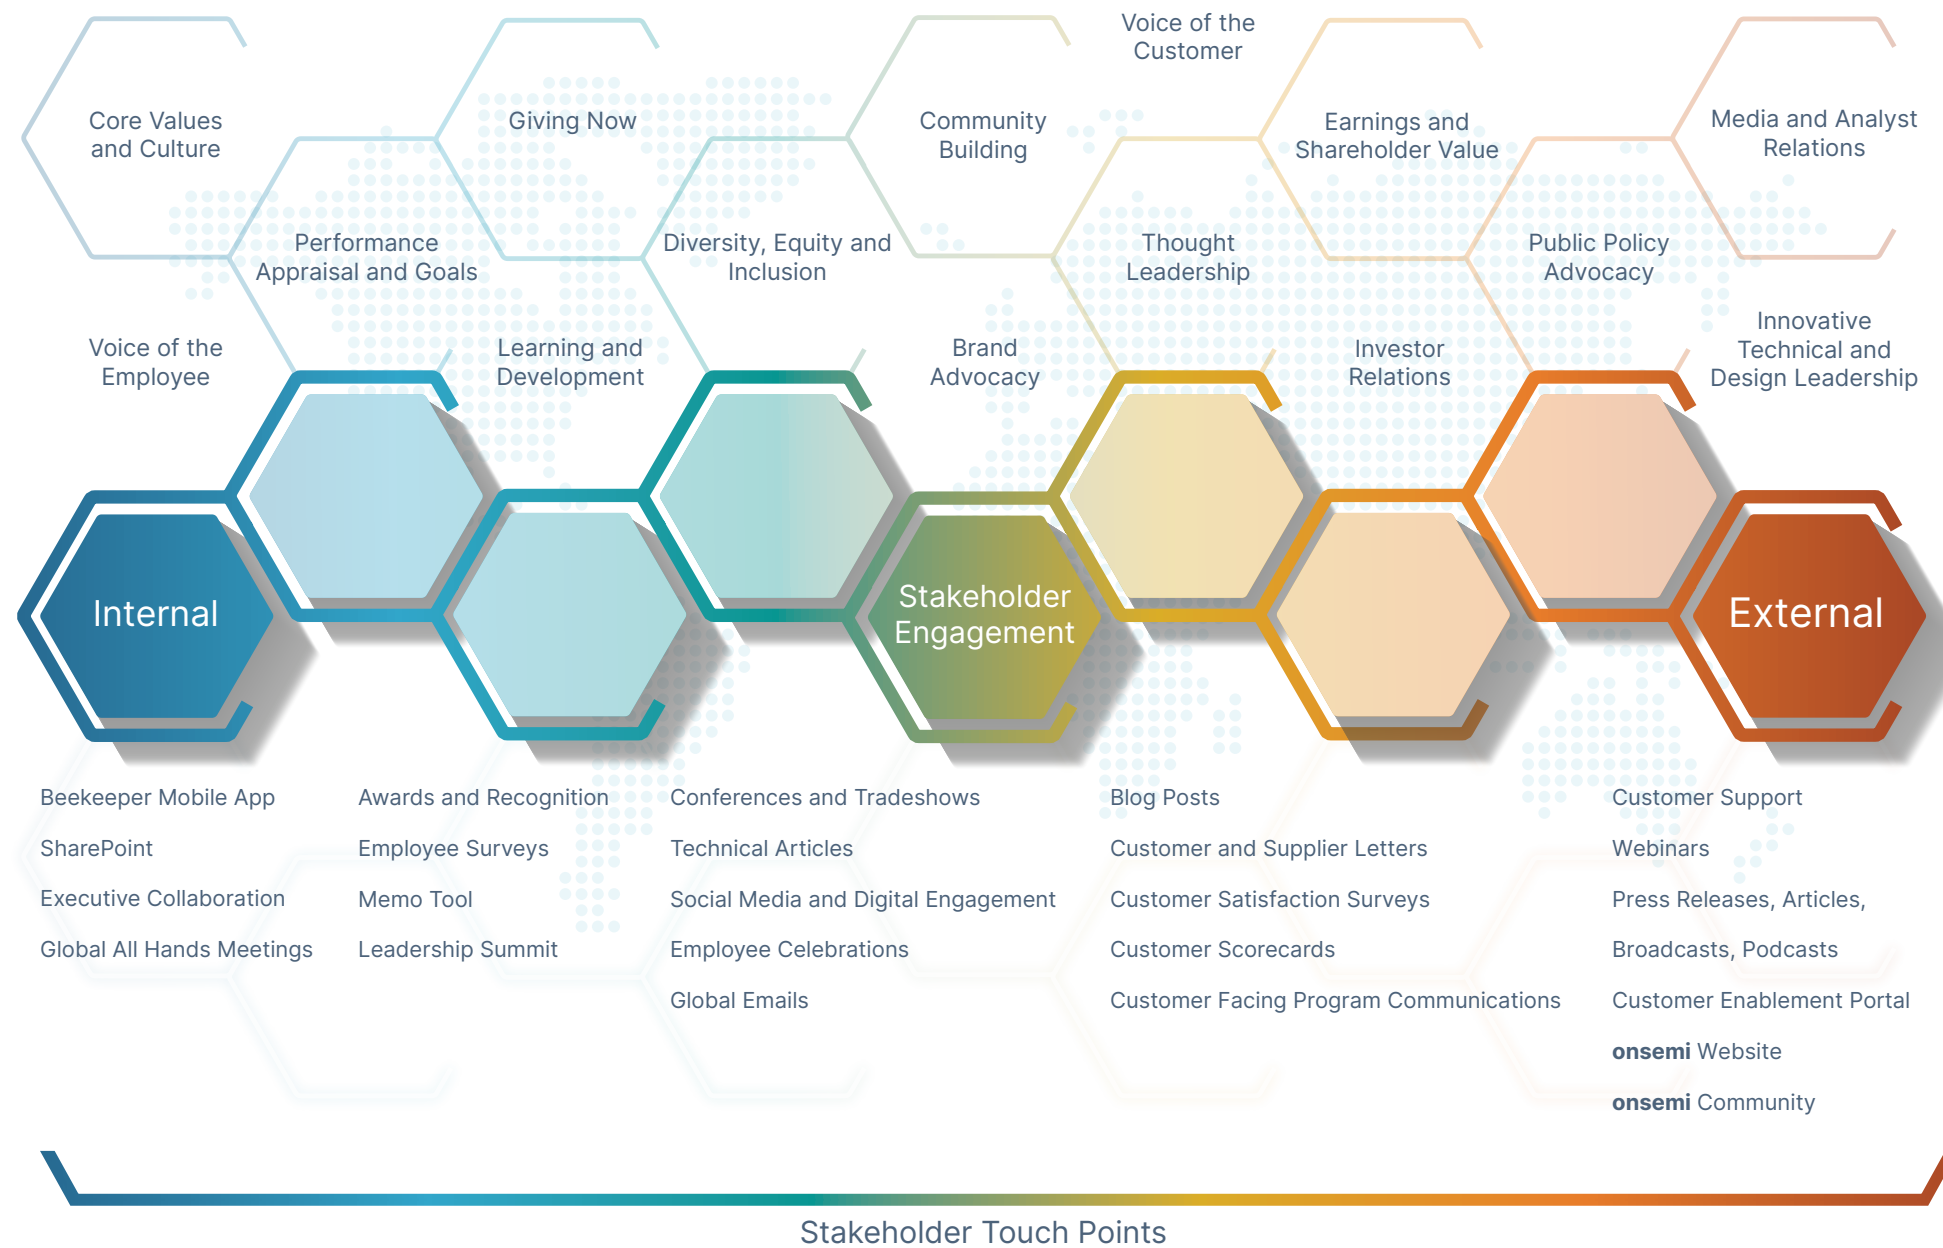 Voice of the
Customer
Core Values
and Culture
Giving Now
Community
Building
Earnings and
Shareholder Value
Media and Analyst
Relations
Performance
Appraisal and Goals
Diversity, Equity and
Inclusion
Thought
Leadership
Public Policy
Advocacy
Voice of the
Employee
Learning and
Development
Brand
Advocacy
Investor
Relations
Innovative
Technical and
Design Leadership
Internal
Stakeholder
Engagement
External
Beekeeper Mobile App
SharePoint
Executive Collaboration
Global All Hands Meetings
Awards and Recognition
Employee Surveys
Memo Tool
Leadership Summit
Conferences and Tradeshows
Technical Articles
Social Media and Digital Engagement
Employee Celebrations
Global Emails
Blog Posts
Customer and Supplier Letters
Customer Satisfaction Surveys
Customer Scorecards
Customer Facing Program Communications
Customer Support
Webinars
Press Releases, Articles,
Broadcasts, Podcasts
Customer Enablement Portal
onsemi Website
onsemi Community
Stakeholder Touch Points